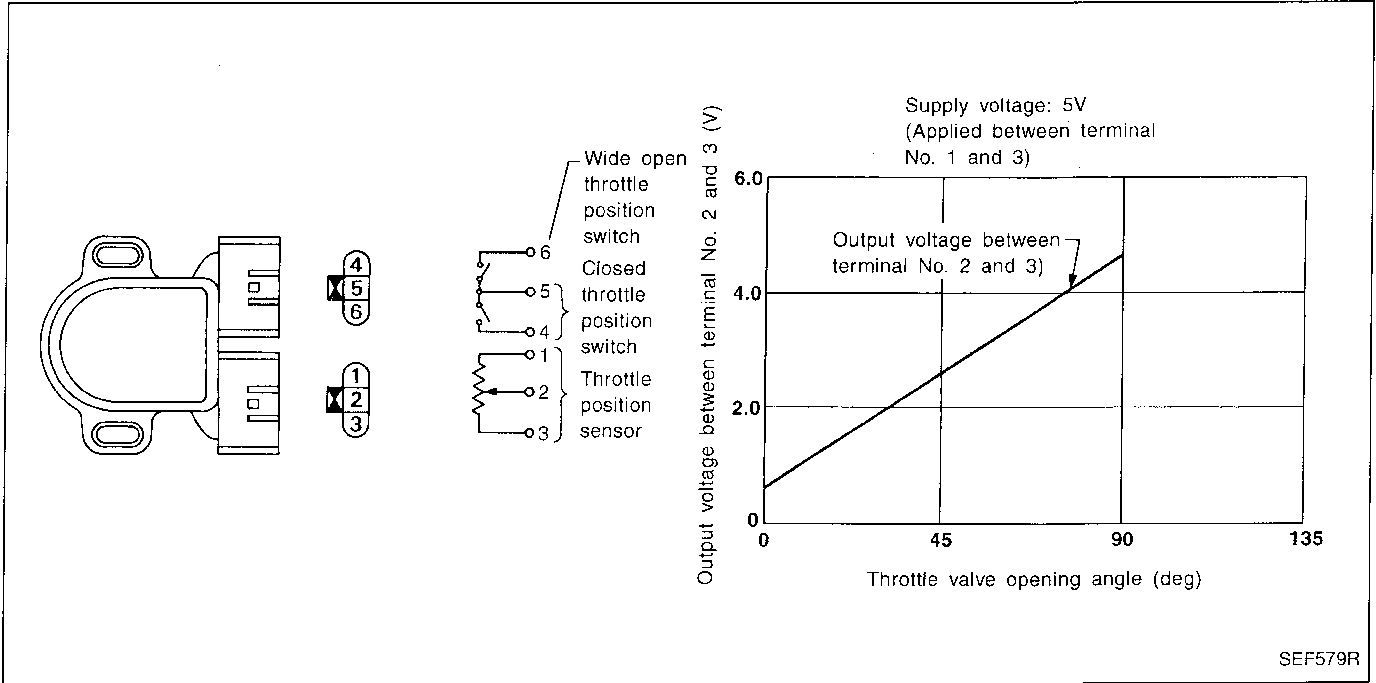 4
5
6
1
2
3
Wide open
throttle
position
switch
6
Closed
throttle
position
switch
5
4
1
2
3
Throttle
position
sensor
Output voltage between terminal No. 2 and 3 (V)
Supply voltage: 5V
(Applied between terminal
No. 1 and 3)
6.0
4.0
2.0
0
Output voltage between
terminal No. 2 and 3)
0
45
90
135
Throttle valve opening angle (deg)
SEF579R